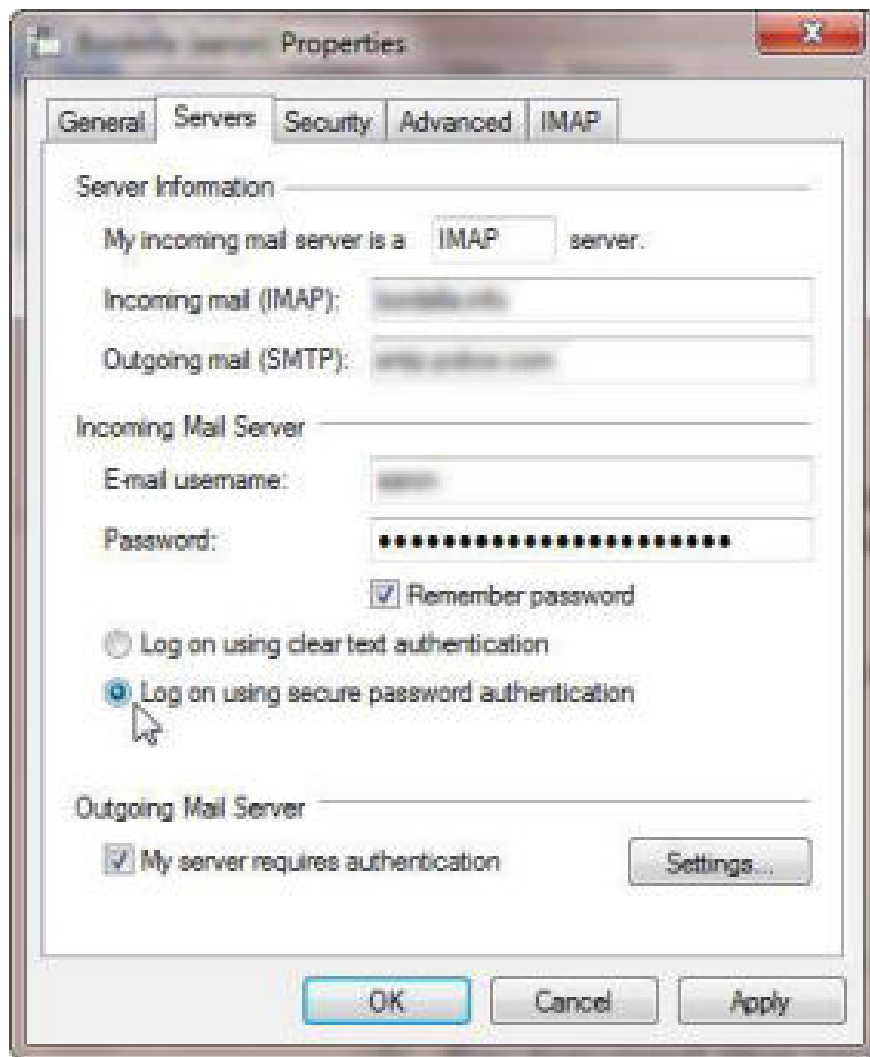 Properties
General Servers Security Advanced IMAP
Server Information
My incoming mail server is a IMAP server.
Incoming mail (IMAP):
Outgoing mail (SMTP):
Incoming Mail Server
E-mail username:
Password: ●●●●●●●●●●●●●●●●●●●●●●
Remember password
Log on using clear text authentication
Log on using secure password authentication
Outgoing Mail Server
My server requires authentication Settings...
OK Cancel Apply